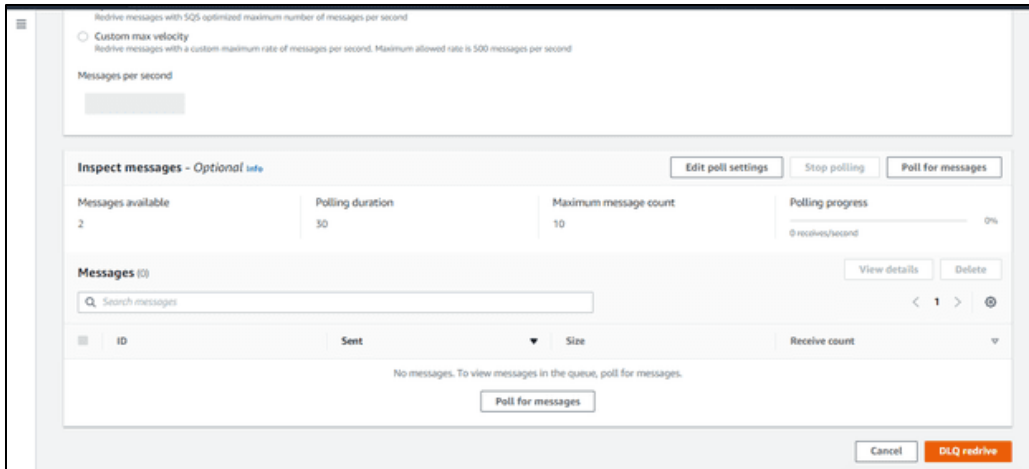 Redrive messages with SQS optimized maximum number of messages per second
Custom max velocity
Redrive messages with a custom maximum rate of messages per second. Maximum allowed rate is 500 messages per second
Messages per second
Inspect messages - Optional Info
Edit poll settings
Stop polling
Poll for messages
Messages available
Polling duration
Maximum message count
Polling progress
2
30
10
0%
0 receives/second
Messages (0)
View details
Delete
Search messages
1
ID
Sent
Size
Receive count
No messages. To view messages in the queue, poll for messages.
Poll for messages
Cancel
DLQ redrive